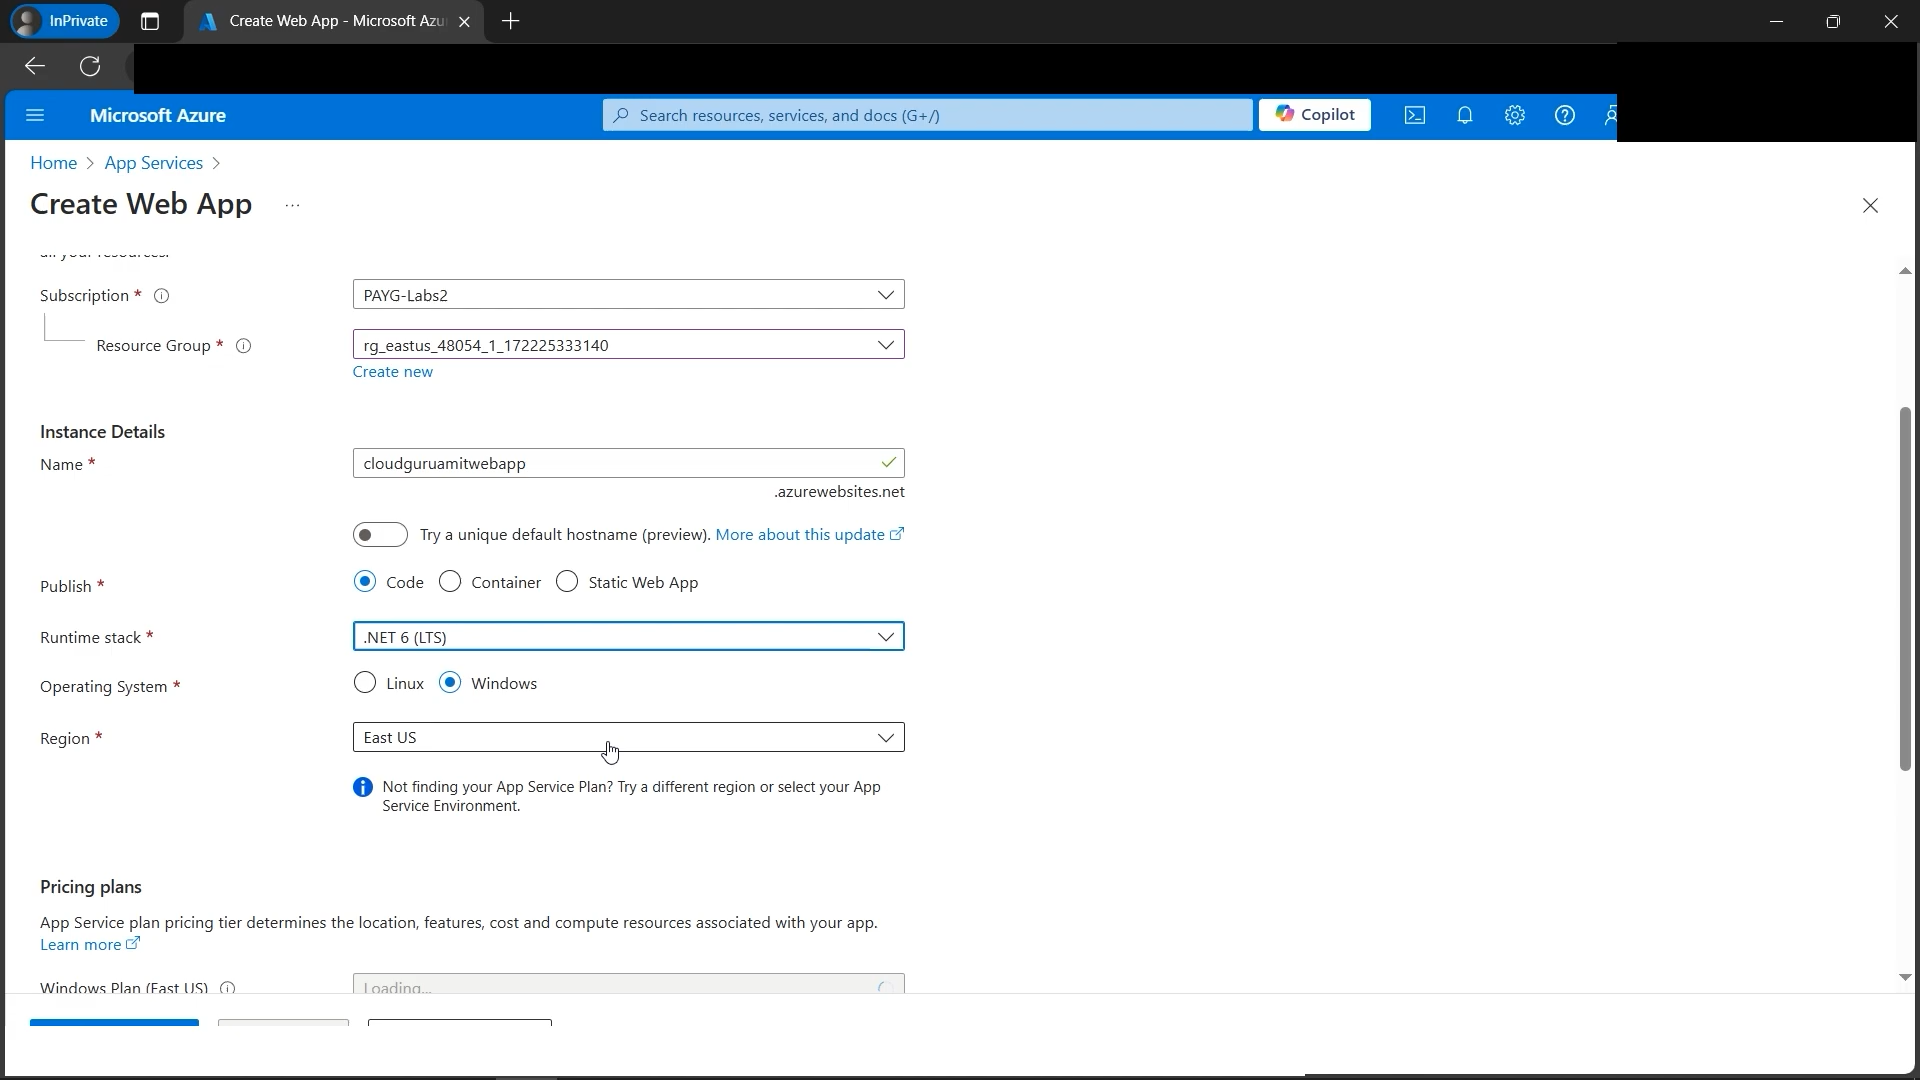 InPrivate
Create Web App - Microsoft Azu
Microsoft Azure
Search resources, services, and docs (G+/)
Copilot
Home > App Services >
Create Web App ...
all your resources.
Subscription *
PAYG-Labs2
Resource Group *
rg_eastus_48054_1_172225333140
Create new
Instance Details
Name *
cloudguruamitwebapp
.azurewebsites.net
Try a unique default hostname (preview). More about this update
Publish *
Code Container Static Web App
Runtime stack *
.NET 6 (LTS)
Operating System *
Linux Windows
Region *
East US
Not finding your App Service Plan? Try a different region or select your App
Service Environment.
Pricing plans
App Service plan pricing tier determines the location, features, cost and compute resources associated with your app.
Learn more
Windows Plan (East US)
Loading...